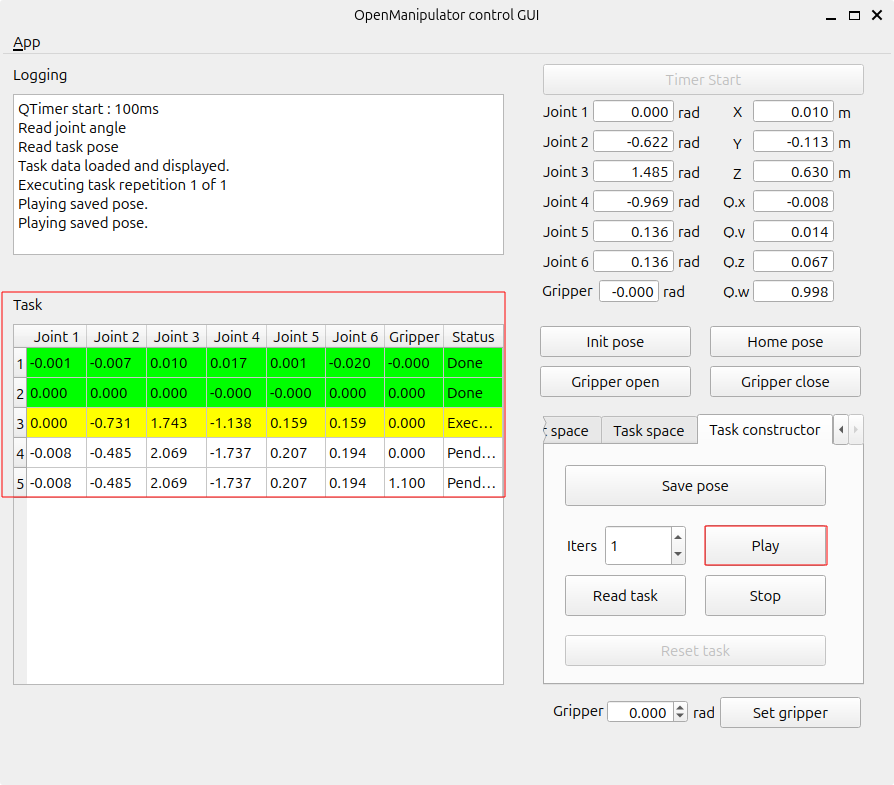 OpenManipulator control GUI
App
Logging
QTimer start : 100ms
Read joint angle
Read task pose
Task data loaded and displayed.
Executing task repetition 1 of 1
Playing saved pose.
Playing saved pose.
Task
Joint 1 Joint 2 Joint 3 Joint 4 Joint 5 Joint 6 Gripper Status
1 -0.001 -0.007 0.010 0.017 0.001 -0.020 -0.000 Done
2 0.000 0.000 0.000 -0.000 -0.000 0.000 0.000 Done
3 0.000 -0.731 1.743 -1.138 0.159 0.159 0.000 Exec...
4 -0.008 -0.485 2.069 -1.737 0.207 0.194 0.000 Pend...
5 -0.008 -0.485 2.069 -1.737 0.207 0.194 1.100 Pend...
Timer Start
Joint 1 0.000 rad X 0.010 m
Joint 2 -0.622 rad Y -0.113 m
Joint 3 1.485 rad Z 0.630 m
Joint 4 -0.969 rad Q.x -0.008
Joint 5 0.136 rad Q.y 0.014
Joint 6 0.136 rad Q.z 0.067
Gripper -0.000 rad Q.w 0.998
Init pose Home pose
Gripper open Gripper close
t space Task space Task constructor
Save pose
Iters 1 Play
Read task Stop
Reset task
Gripper 0.000 rad Set gripper